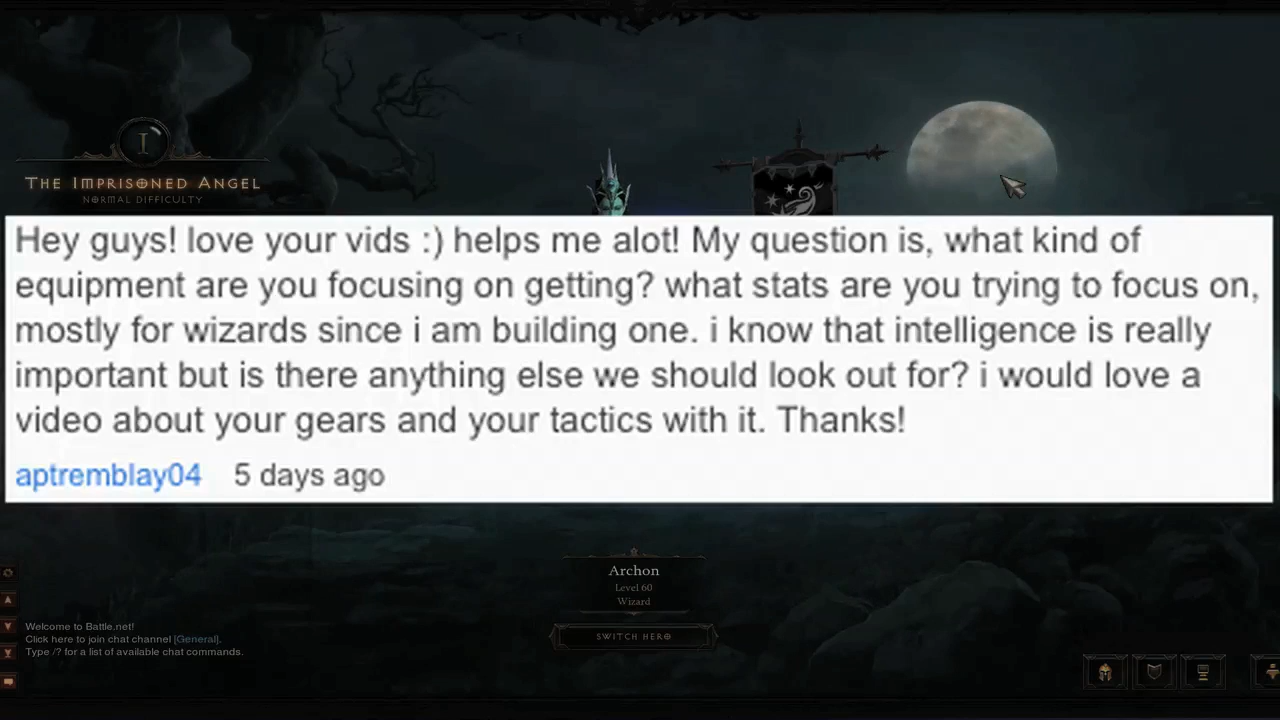 I
THE IMPRISONED ANGEL
NORMAL DIFFICULTY
Hey guys! love your vids :) helps me alot! My question is, what kind of
equipment are you focusing on getting? what stats are you trying to focus on,
mostly for wizards since i am building one. i know that intelligence is really
important but is there anything else we should look out for? i would love a
video about your gears and your tactics with it. Thanks!
aptremblay04 5 days ago
Archon
Level 60
Wizard
SWITCH HERO
Welcome to Battle.net!
Click here to join chat channel [General].
Type /? for a list of available chat commands.